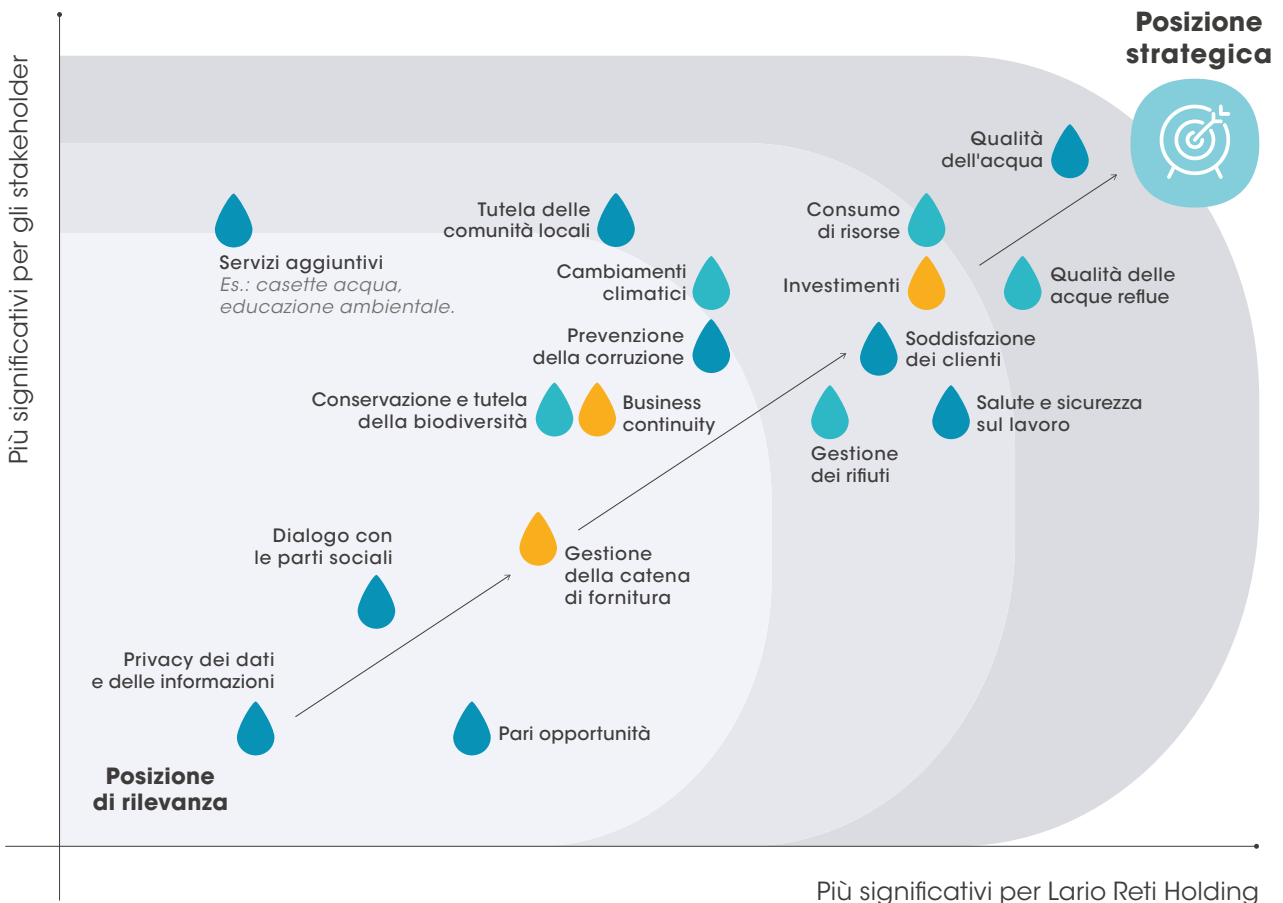 Posizione
strategica
Più significativi per gli stakeholder
Qualità
dell'acqua
Tutela delle
comunità locali
Consumo
di risorse
Servizi aggiuntivi
Es.: casette acqua,
educazione ambientale.
Cambiamenti
climatici
Investimenti
Qualità delle
acque reflue
Prevenzione
della corruzione
Soddisfazione
dei clienti
Conservazione e tutela
della biodiversità
Business
continuity
Salute e sicurezza
sul lavoro
Gestione
dei rifiuti
Dialogo con
le parti sociali
Gestione
della catena
di fornitura
Privacy dei dati
e delle informazioni
Pari opportunità
Posizione
di rilevanza
Più significativi per Lario Reti Holding